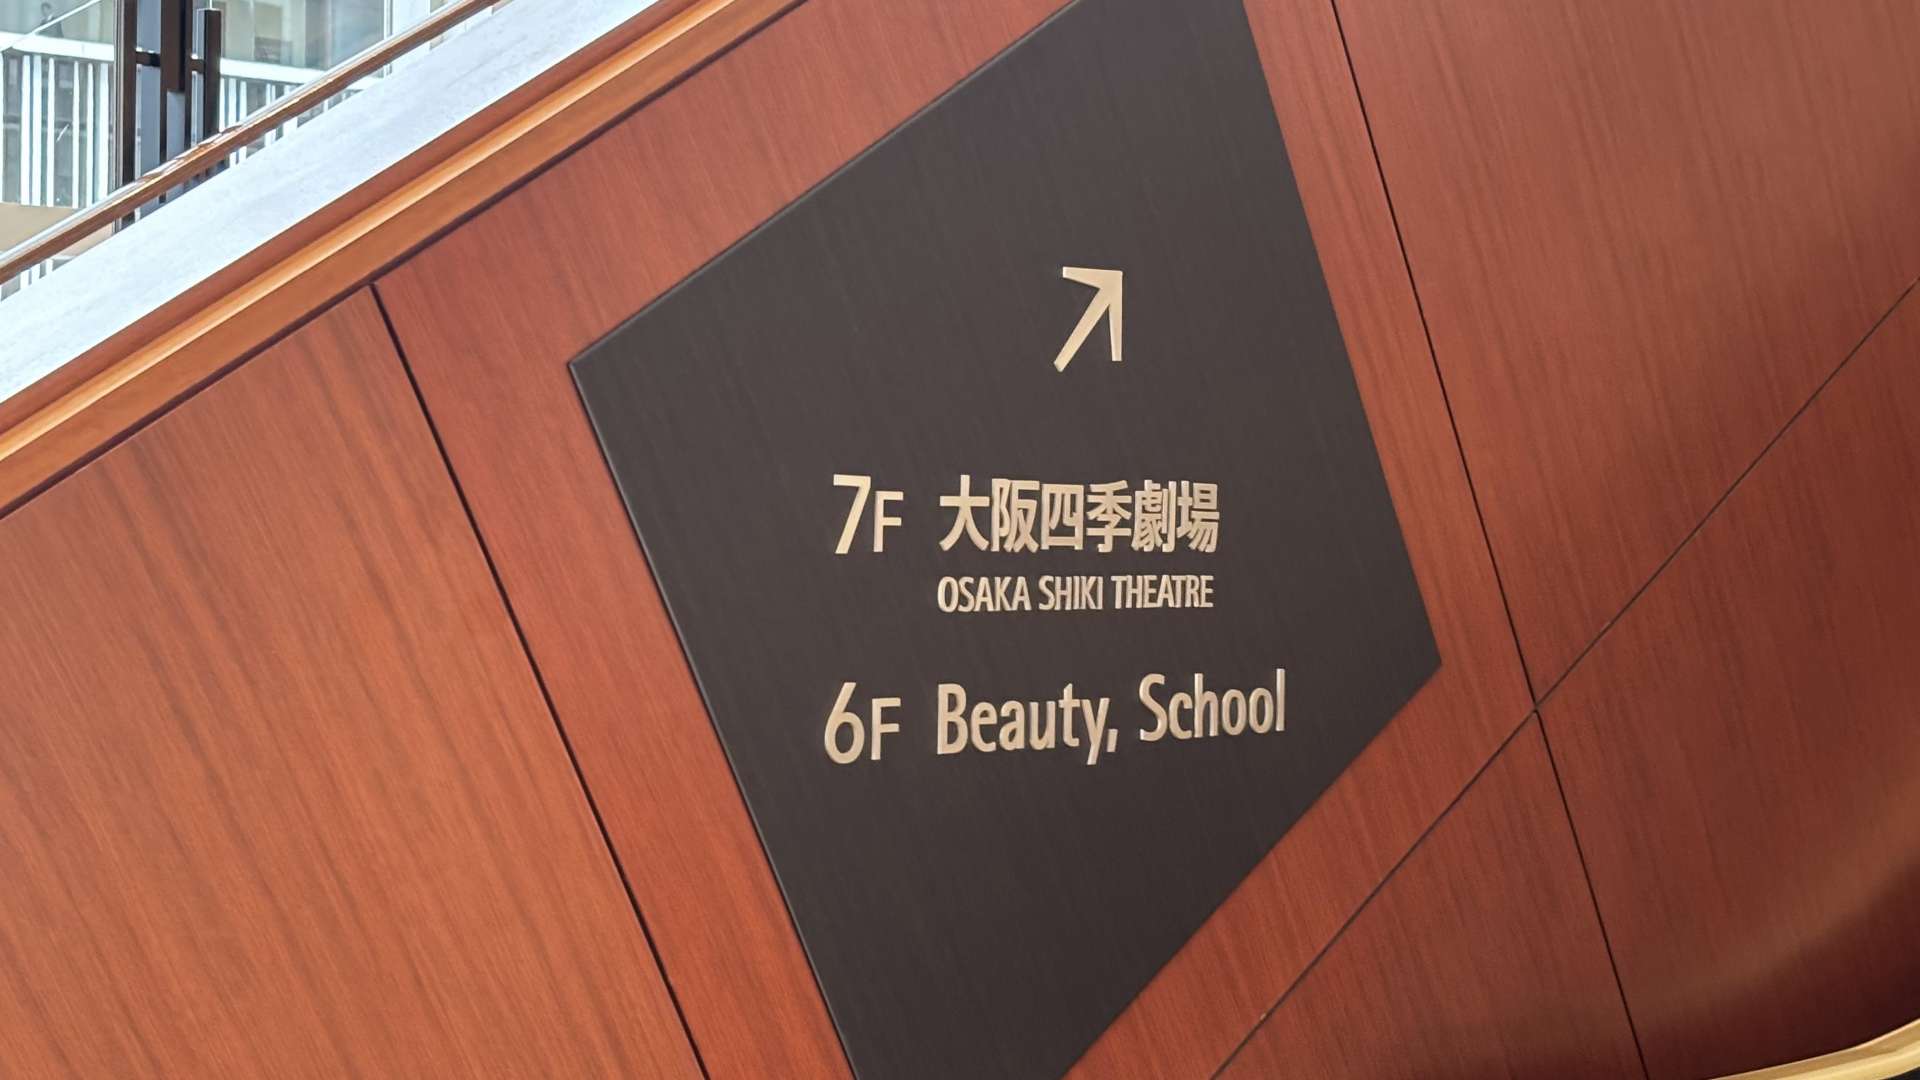 7F 大阪四季劇場
OSAKA SHIKI THEATRE
6F Beauty, School